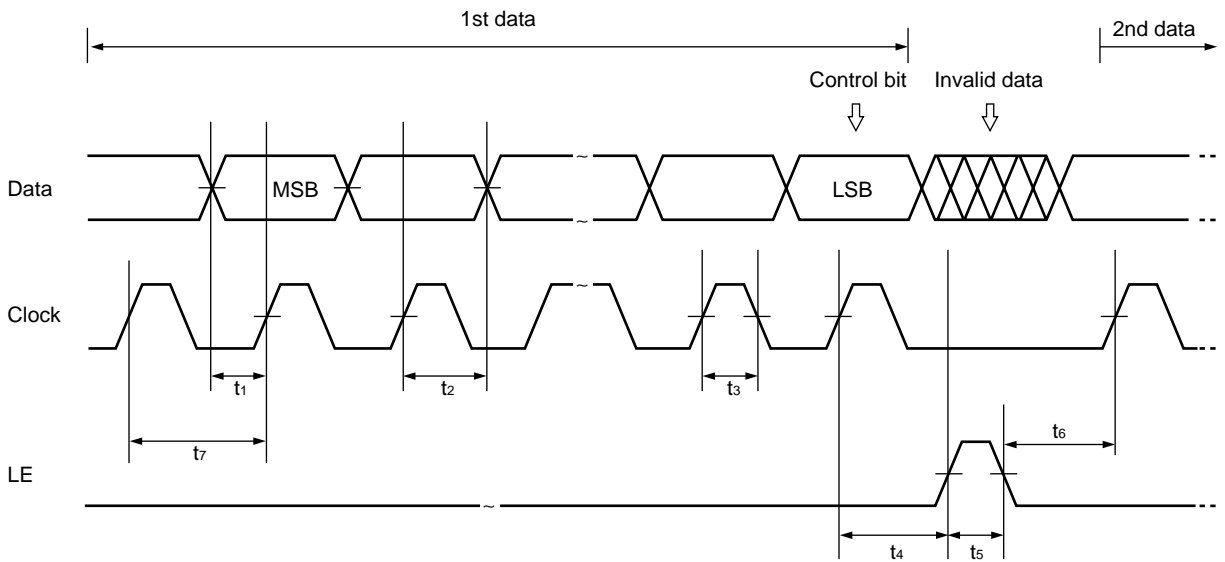 1st data
2nd data
Control bit Invalid data
Data MSB LSB
~ ~
Clock ~
t1 t2 t3
t7 t6
LE ~
t4 t5